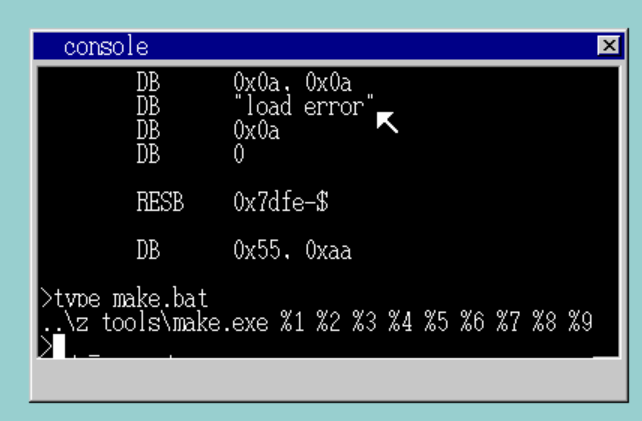 console
DB 0x0a, 0x0a
DB "load error"
DB 0x0a
DB 0
RESB 0x7dfe-$
DB 0x55, 0xaa
>type make.bat
..\z_tools\make.exe %1 %2 %3 %4 %5 %6 %7 %8 %9
>